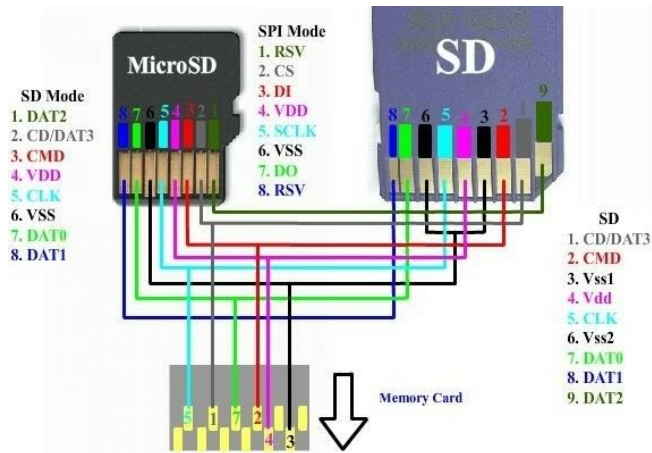 MicroSD
SPI Mode
1. RSV
2. CS
3. DI
4. VDD
5. SCLK
6. VSS
7. DO
8. RSV
SD
SD Mode
1. DAT2
2. CD/DAT3
3. CMD
4. VDD
5. CLK
6. VSS
7. DAT0
8. DAT1
8 7 6 5 4 3 2 1
8 7 6 5 4 3 2 1 9
SD
1. CD/DAT3
2. CMD
3. Vss1
4. Vdd
5. CLK
6. Vss2
7. DAT0
8. DAT1
9. DAT2
Memory Card
5 1 7 2
4 3